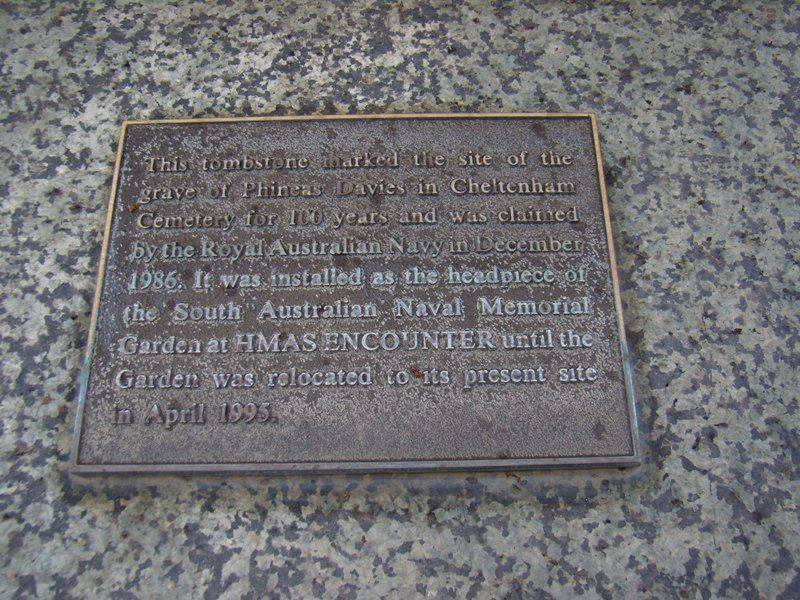 This tombstone marked the site of the
grave of Phineas Davies in Cheltenham
Cemetery for 100 years and was claimed
by the Royal Australian Navy in December
1986. It was installed as the headpiece of
the South Australian Naval Memorial
Garden at HMAS ENCOUNTER until the
Garden was relocated to its present site
in April 1995.